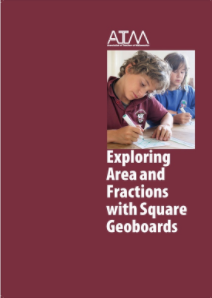 ATM
Exploring
Area and
Fractions
with Square
Geoboards